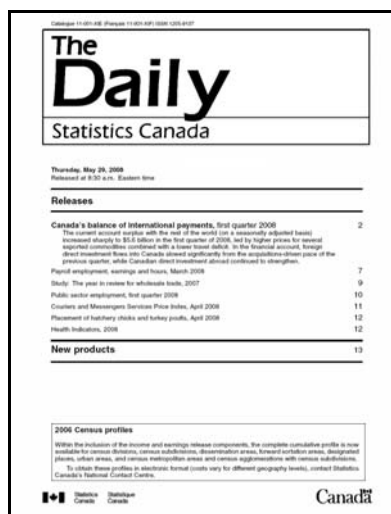 Catalogue 11-001-XIE (Français 11-001-XIF) ISSN 1205-9137
The
Daily
Statistics Canada
Thursday, May 29, 2008
Released at 8:30 a.m. Eastern time
Releases
Canada's balance of international payments, first quarter 2008 2
The current account surplus with the rest of the world (on a seasonally adjusted basis)
increased sharply to $5.6 billion in the first quarter of 2008, led by higher prices for several
exported commodities combined with a lower travel deficit. In the financial account, foreign
direct investment flows into Canada slowed significantly from the acquisitions-driven pace of the
previous quarter, while Canadian direct investment abroad continued to strengthen.
Payroll employment, earnings and hours, March 2008 7
Study: The year in review for wholesale trade, 2007 9
Public sector employment, first quarter 2008 10
Couriers and Messengers Services Price Index, April 2008 11
Placement of hatchery chicks and turkey poults, April 2008 12
Health Indicators, 2008 12
New products 13
2006 Census profiles
Within the inclusion of the income and earnings release components, the complete cumulative profile is now
available for census divisions, census subdivisions, dissemination areas, forward sortation areas, designated
places, urban areas, and census metropolitan areas and census agglomerations with census subdivisions.
To obtain these profiles in electronic format (costs vary for different geography levels), contact Statistics
Canada's National Contact Centre.
Statistics Canada
Statistique Canada
Canada